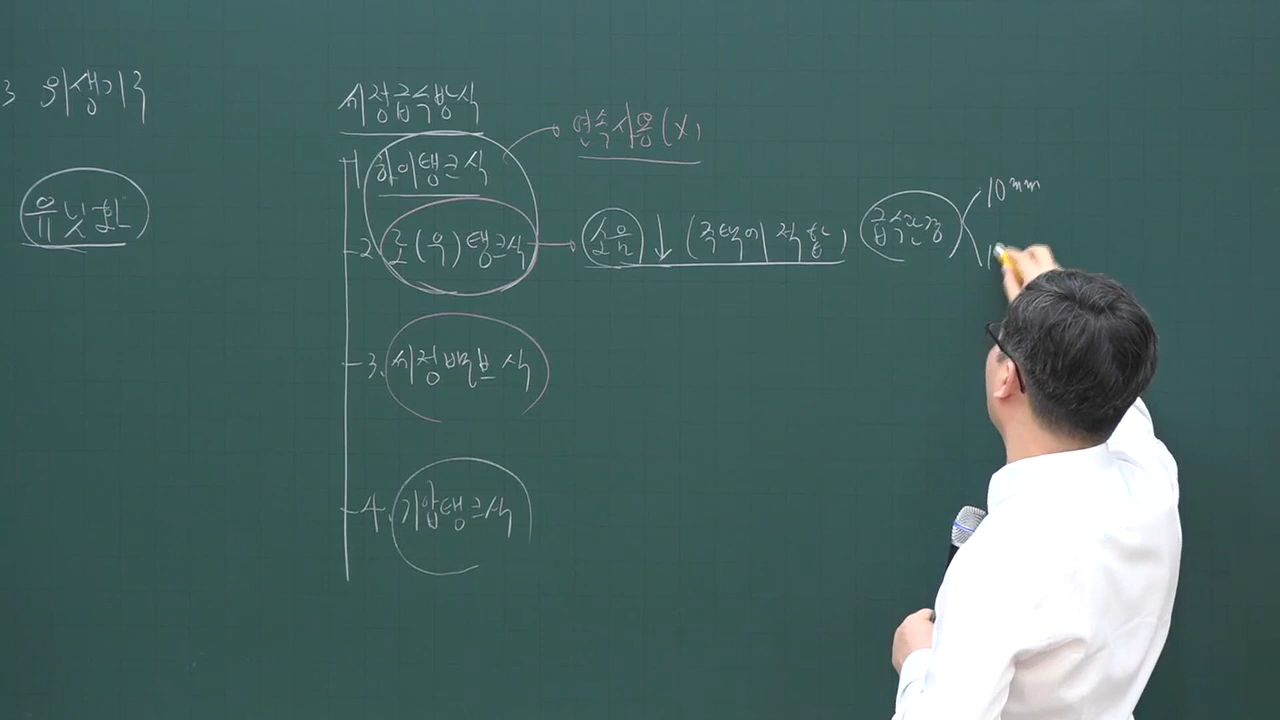 3 위생기구
유닛화
세정급수방식
1 하이탱크식
연속사용(X)
2 로(우)탱크식
소음↓ (주택에 적합)
급수관경
10mm
1
3. 세정밸브식
4. 기압탱크식